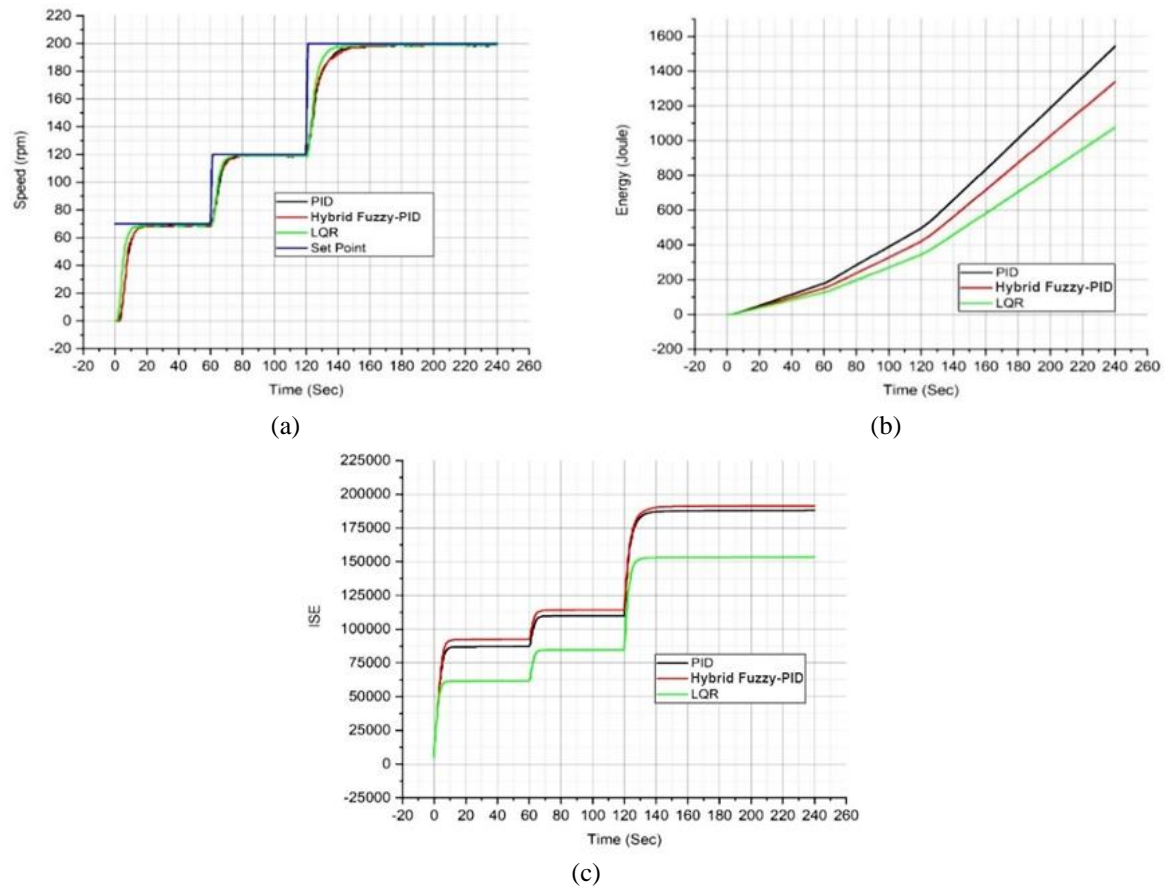 220
200
180
160
140
120
100
80
60
40
20
0
-20
Speed (rpm)
PID
Hybrid Fuzzy-PID
LQR
Set Point
-20 0 20 40 60 80 100 120 140 160 180 200 220 240 260
Time (Sec)
(a)
1600
1400
1200
1000
800
600
400
200
0
-200
Energy (Joule)
PID
Hybrid Fuzzy-PID
LQR
-20 0 20 40 60 80 100 120 140 160 180 200 220 240 260
Time (Sec)
(b)
225000
200000
175000
150000
125000
100000
75000
50000
25000
0
-25000
ISE
PID
Hybrid Fuzzy-PID
LQR
-20 0 20 40 60 80 100 120 140 160 180 200 220 240 260
Time (Sec)
(c)